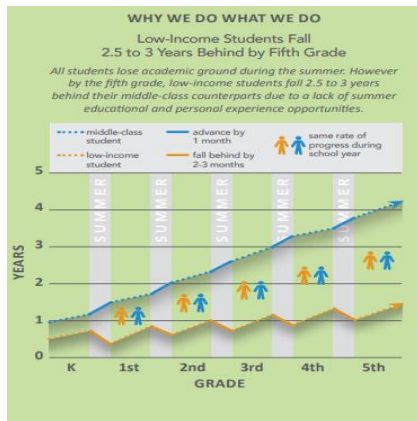 WHY WE DO WHAT WE DO
Low-Income Students Fall
2.5 to 3 Years Behind by Fifth Grade
All students lose academic ground during the summer. However
by the fifth grade, low-income students fall 2.5 to 3 years
behind their middle-class counterparts due to a lack of summer
educational and personal experience opportunities.
middle-class
student
advance by
1 month
same rate of
progress during
school year
low-income
student
fall behind by
2-3 months
5
4
3
2
1
0
YEARS
SUMMER
SUMMER
SUMMER
SUMMER
SUMMER
K
1st
2nd
3rd
4th
5th
GRADE